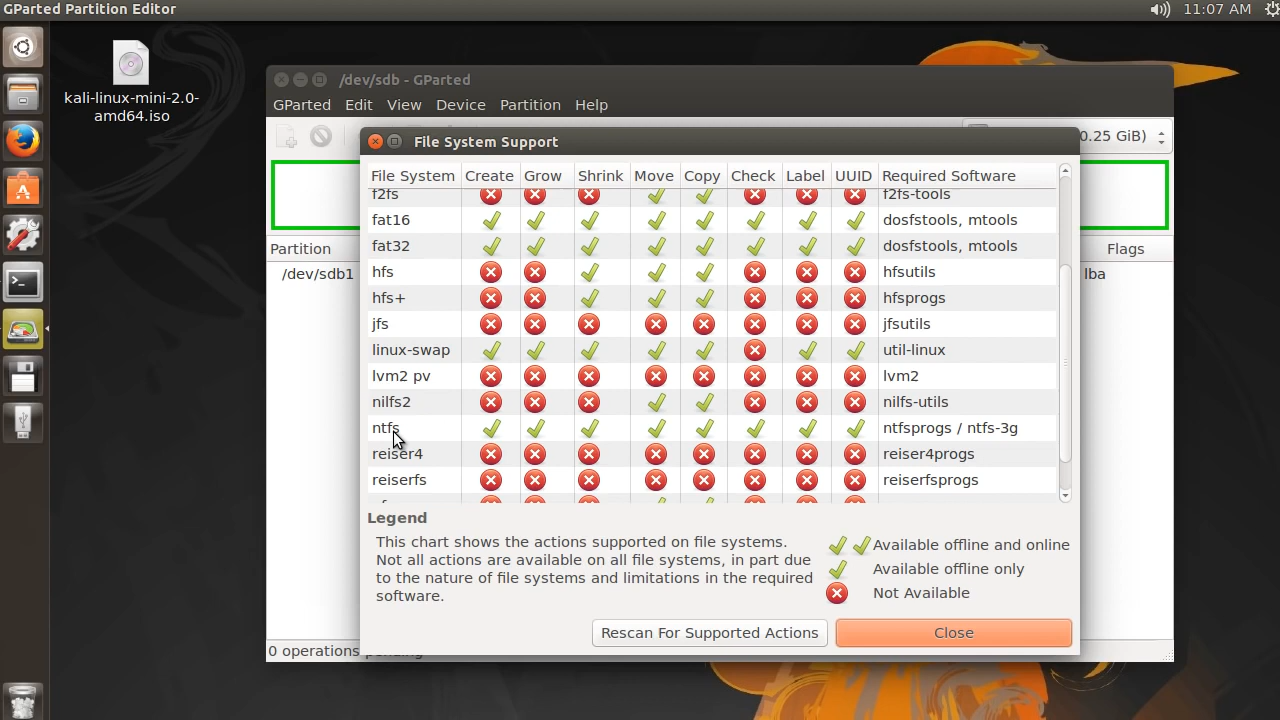 GParted Partition Editor
11:07 AM
kali-linux-mini-2.0-
amd64.iso
/dev/sdb - GParted
GParted Edit View Device Partition Help
0.25 GiB)
File System Support
Partition
Flags
/dev/sdb1
lba
File System Create Grow Shrink Move Copy Check Label UUID Required Software
f2fs f2fs-tools
fat16 dosfstools, mtools
fat32 dosfstools, mtools
hfs hfsutils
hfs+ hfsprogs
jfs jfsutils
linux-swap util-linux
lvm2 pv lvm2
nilfs2 nilfs-utils
ntfs ntfsprogs / ntfs-3g
reiser4 reiser4progs
reiserfs reiserfsprogs
Legend
This chart shows the actions supported on file systems.
Not all actions are available on all file systems, in part due
to the nature of file systems and limitations in the required
software.
Available offline and online
Available offline only
Not Available
Rescan For Supported Actions
Close
0 operations pending